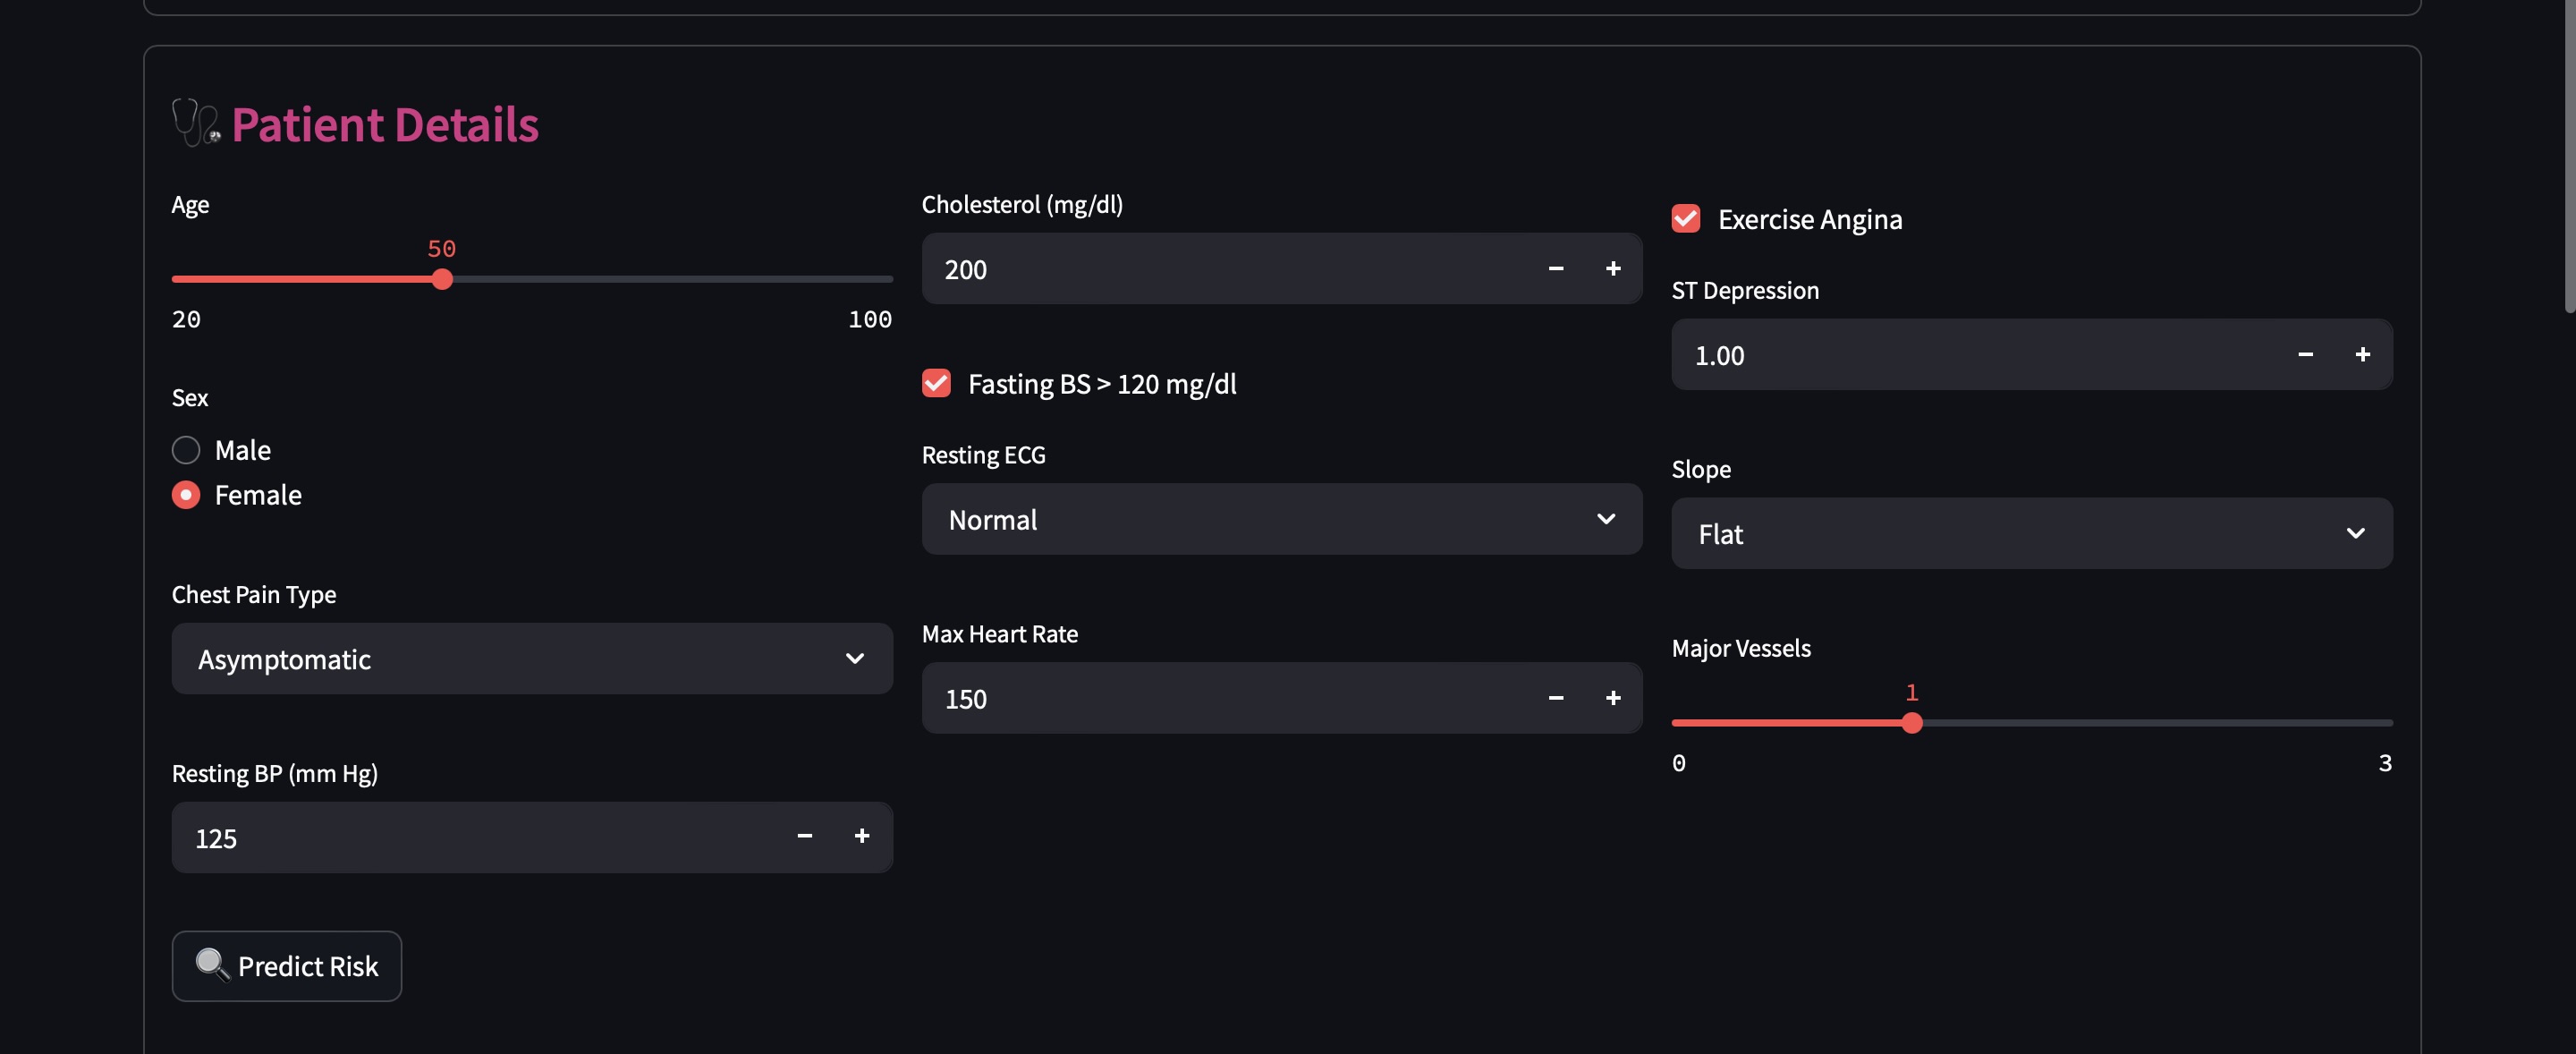 Patient Details
Age
50
20 100
Sex
Male
Female
Chest Pain Type
Asymptomatic
Resting BP (mm Hg)
125
Predict Risk
Cholesterol (mg/dl)
200
Fasting BS > 120 mg/dl
Resting ECG
Normal
Max Heart Rate
150
Exercise Angina
ST Depression
1.00
Slope
Flat
Major Vessels
1
0 3